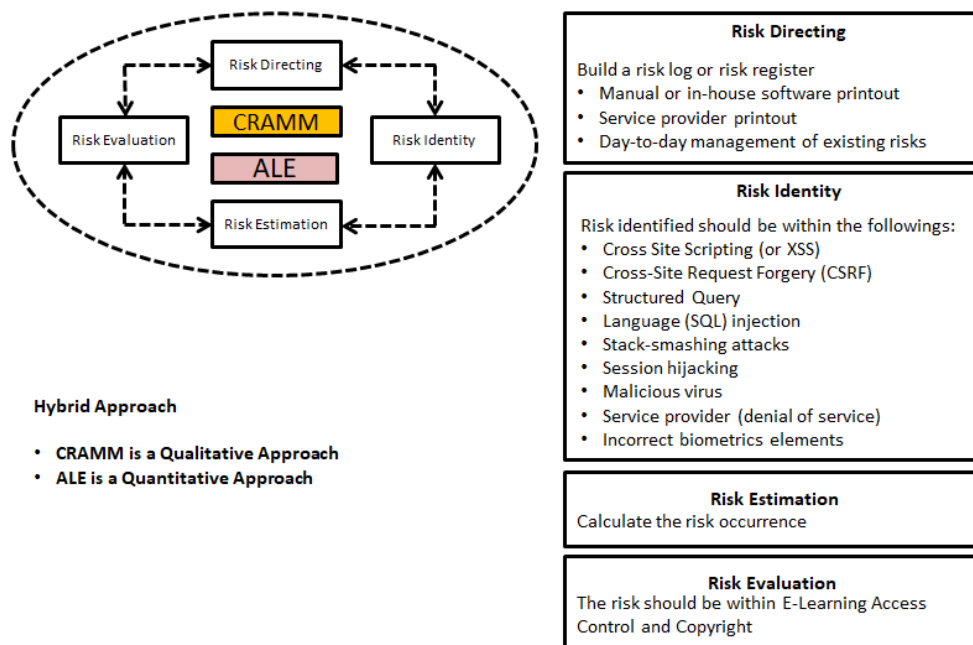 Risk Directing
CRAMM
Risk Evaluation
Risk Identity
ALE
Risk Estimation
Hybrid Approach
• CRAMM is a Qualitative Approach
• ALE is a Quantitative Approach
Risk Directing
Build a risk log or risk register
• Manual or in-house software printout
• Service provider printout
• Day-to-day management of existing risks
Risk Identity
Risk identified should be within the followings:
• Cross Site Scripting (or XSS)
• Cross-Site Request Forgery (CSRF)
• Structured Query
• Language (SQL) injection
• Stack-smashing attacks
• Session hijacking
• Malicious virus
• Service provider (denial of service)
• Incorrect biometrics elements
Risk Estimation
Calculate the risk occurrence
Risk Evaluation
The risk should be within E-Learning Access
Control and Copyright